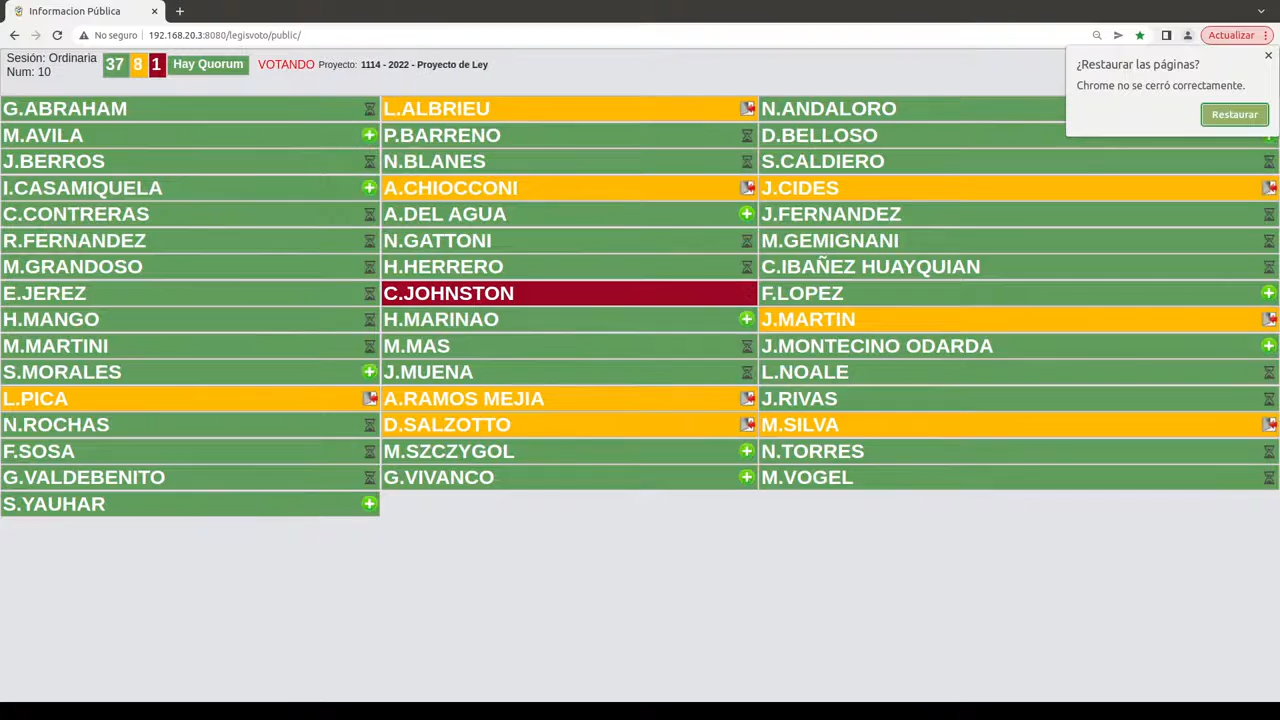 Informacion Pública
No seguro
192.168.20.3:8080/legisvoto/public/
Actualizar
¿Restaurar las páginas?
Chrome no se cerró correctamente.
Restaurar
Sesión: Ordinaria
Num: 10
37 8 1 Hay Quorum VOTANDO Proyecto: 1114 - 2022 - Proyecto de Ley
G.ABRAHAM L.ALBRIEU N.ANDALORO
M.AVILA P.BARRENO D.BELLOSO
J.BERROS N.BLANES S.CALDIERO
I.CASAMIQUELA A.CHIOCCONI J.CIDES
C.CONTRERAS A.DEL AGUA J.FERNANDEZ
R.FERNANDEZ N.GATTONI M.GEMIGNANI
M.GRANDOSO H.HERRERO C.IBAÑEZ HUAYQUIAN
E.JEREZ C.JOHNSTON F.LOPEZ
H.MANGO H.MARINAO J.MARTIN
M.MARTINI M.MAS J.MONTECINO ODARDA
S.MORALES J.MUENA L.NOALE
L.PICA A.RAMOS MEJIA J.RIVAS
N.ROCHAS D.SALZOTTO M.SILVA
F.SOSA M.SZCZYGOL N.TORRES
G.VALDEBENITO G.VIVANCO M.VOGEL
S.YAUHAR